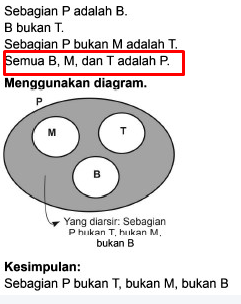 Sebagian P adalah B.
B bukan T.
Sebagian P bukan M adalah T.
Semua B, M, dan T adalah P.
Menggunakan diagram.
P
M
T
B
Yang diarsir: Sebagian
P bukan T, bukan M,
bukan B
Kesimpulan:
Sebagian P bukan T, bukan M, bukan B